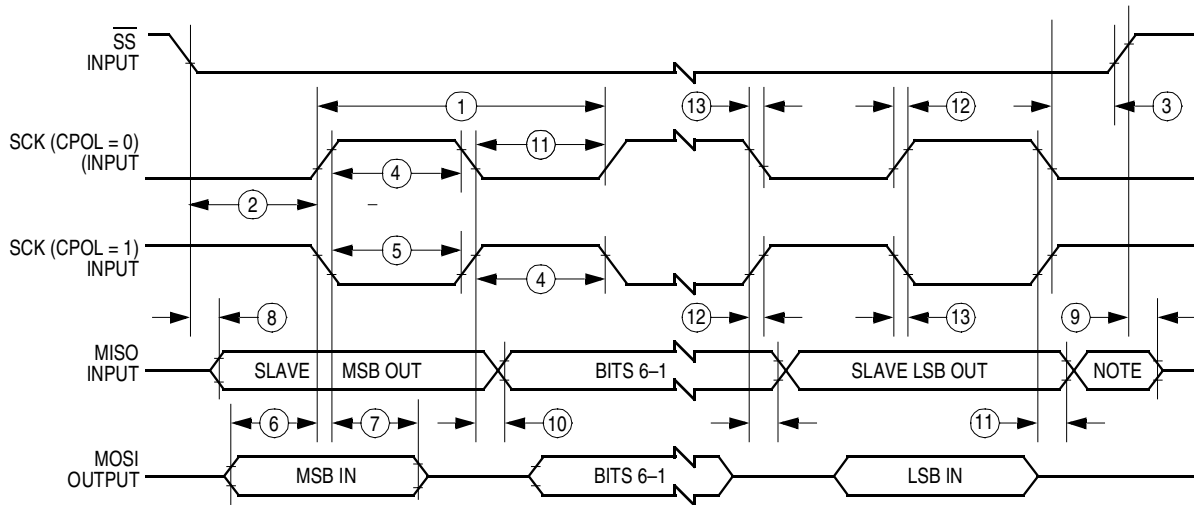 SS
INPUT
1
13
12
3
SCK (CPOL = 0)
(INPUT
11
4
2
–
SCK (CPOL = 1)
INPUT
5
4
8
12
13
9
MISO
INPUT
SLAVE MSB OUT
BITS 6–1
SLAVE LSB OUT
NOTE
6
7
10
11
MOSI
OUTPUT
MSB IN
BITS 6–1
LSB IN